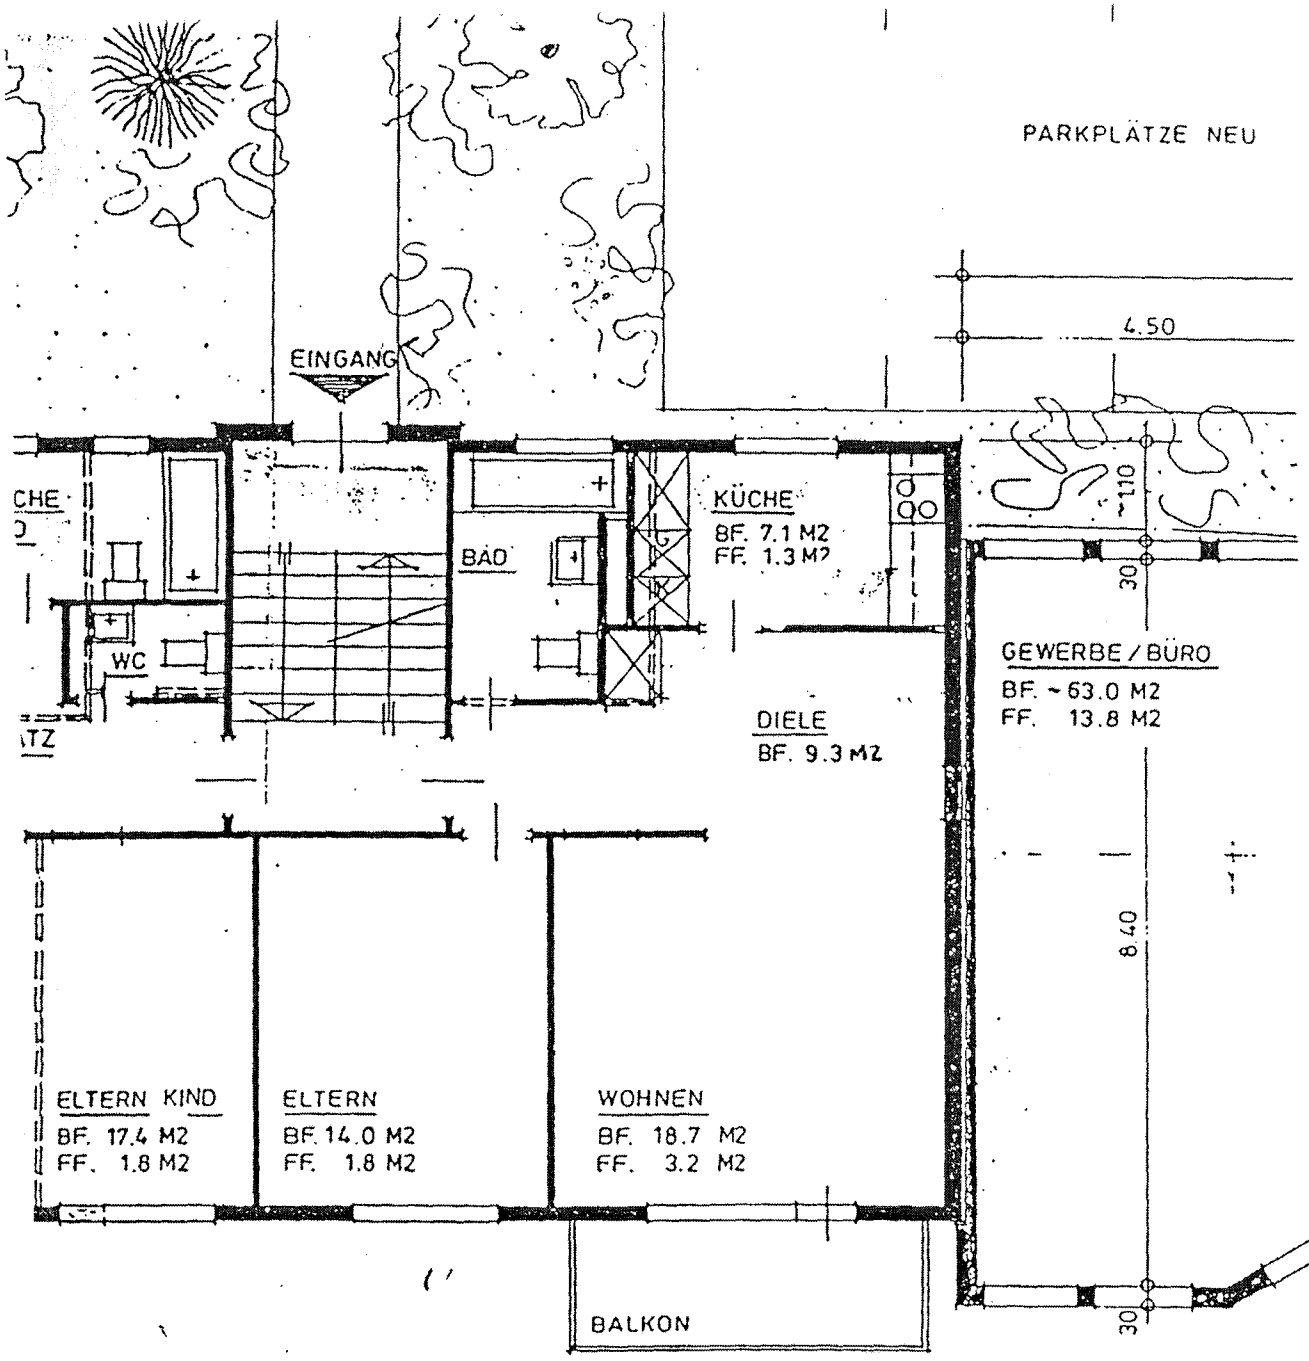 PARKPLÄTZE NEU
4.50
EINGANG
CHE
BAD
KÜCHE
BF. 7.1 M2
FF. 1.3 M2
~110
30
WC
GEWERBE/BÜRO
BF. ~63.0 M2
FF. 13.8 M2
DIELE
BF. 9.3 M2
TZ
8.40
ELTERN KIND
BF. 17.4 M2
FF. 1.8 M2
ELTERN
BF. 14.0 M2
FF. 1.8 M2
WOHNEN
BF. 18.7 M2
FF. 3.2 M2
BALKON
30